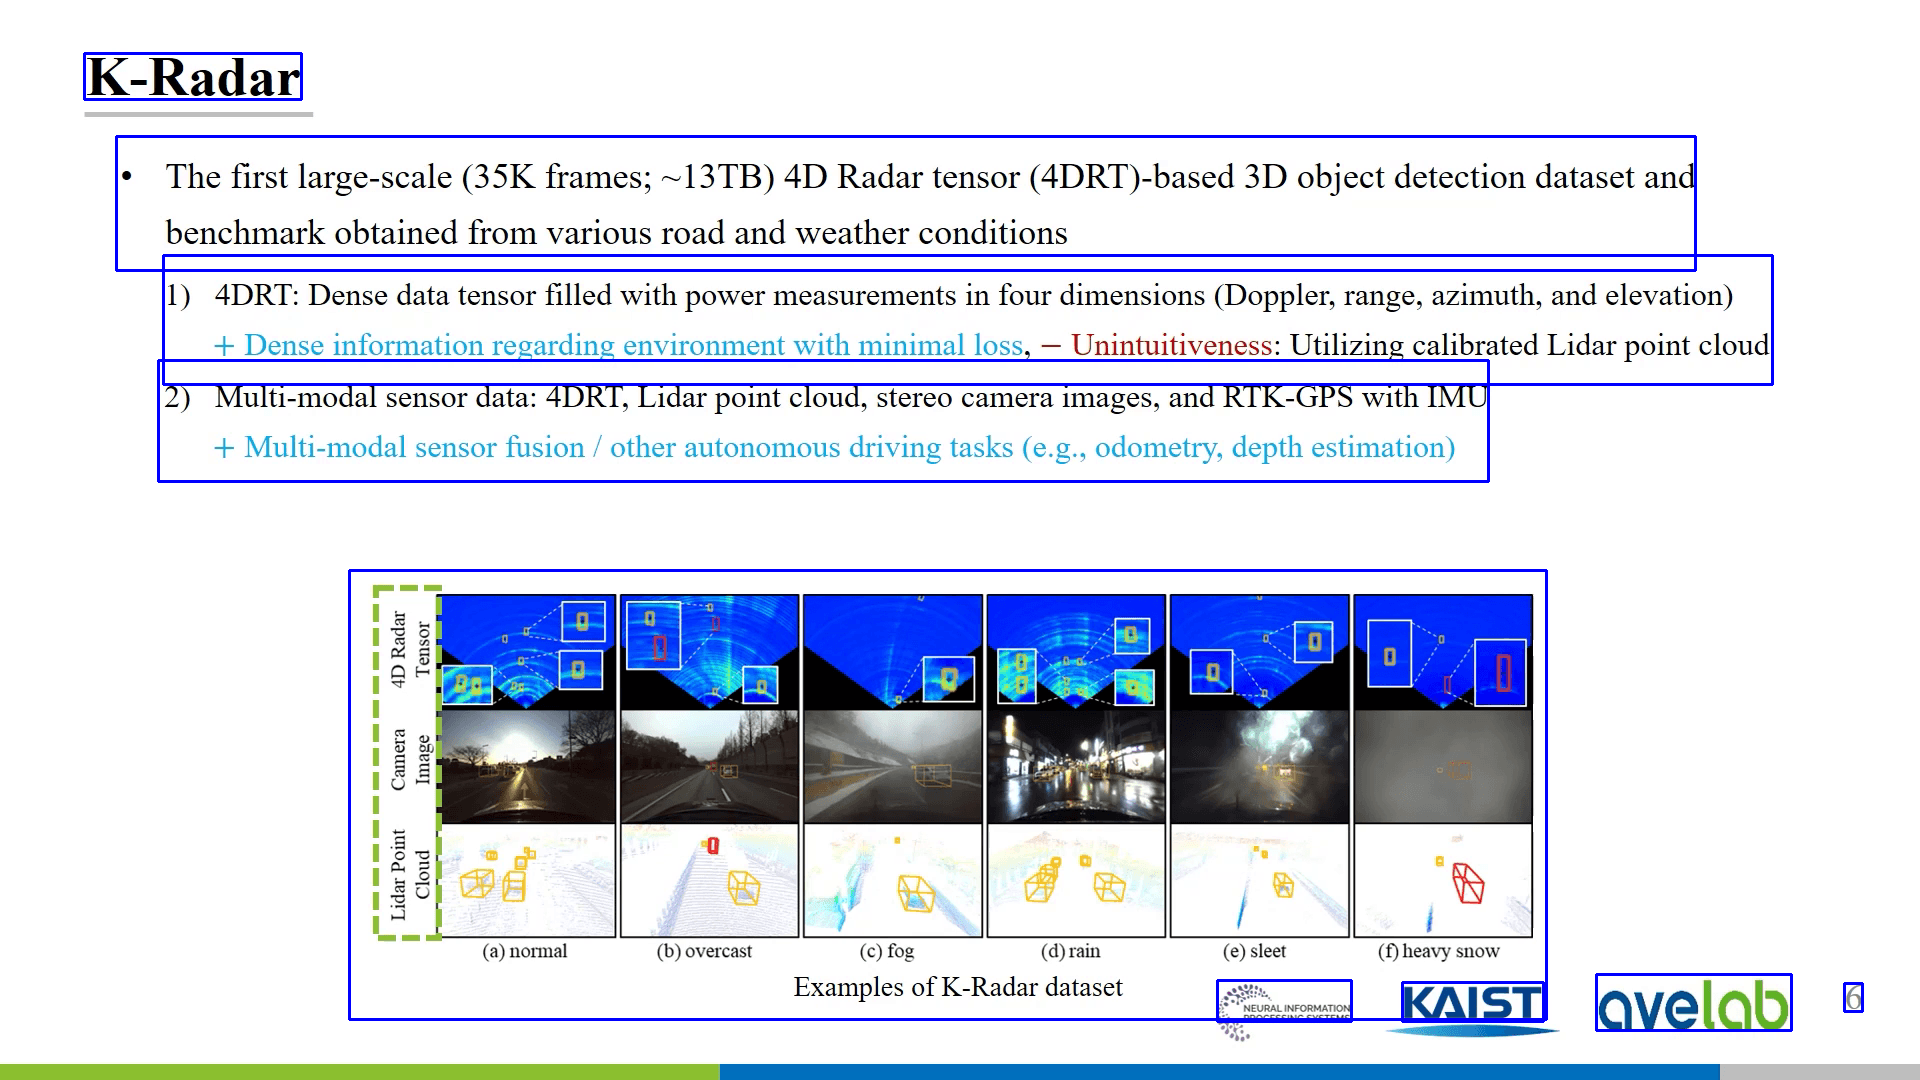 K-Radar
• The first large-scale (35K frames; ~13TB) 4D Radar tensor (4DRT)-based 3D object detection dataset and
benchmark obtained from various road and weather conditions
1) 4DRT: Dense data tensor filled with power measurements in four dimensions (Doppler, range, azimuth, and elevation)
+ Dense information regarding environment with minimal loss, − Unintuitiveness: Utilizing calibrated Lidar point cloud
2) Multi-modal sensor data: 4DRT, Lidar point cloud, stereo camera images, and RTK-GPS with IMU
+ Multi-modal sensor fusion / other autonomous driving tasks (e.g., odometry, depth estimation)
4D Radar
Tensor
Camera
Image
Lidar Point
Cloud
(a) normal (b) overcast (c) fog (d) rain (e) sleet (f) heavy snow
Examples of K-Radar dataset
NEURAL INFORMATION
PROCESSING SYSTEMS
KAIST
avelab
6